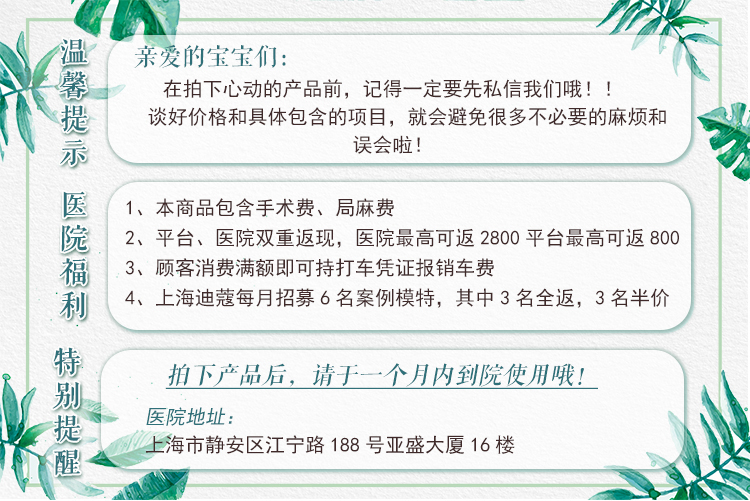 温馨提示
亲爱的宝宝们：
在拍下心动的产品前，记得一定要先私信我们哦！！
谈好价格和具体包含的项目，就会避免很多不必要的麻烦和
误会啦！
医院福利
1、本商品包含手术费、局麻费
2、平台、医院双重返现，医院最高可返 2800 平台最高可返 800
3、顾客消费满额即可持打车凭证报销车费
4、上海迪蔻每月招募 6 名案例模特，其中 3 名全返，3 名半价
特别提醒
拍下产品后，请于一个月内到院使用哦！
医院地址：
上海市静安区江宁路 188 号亚盛大厦 16 楼